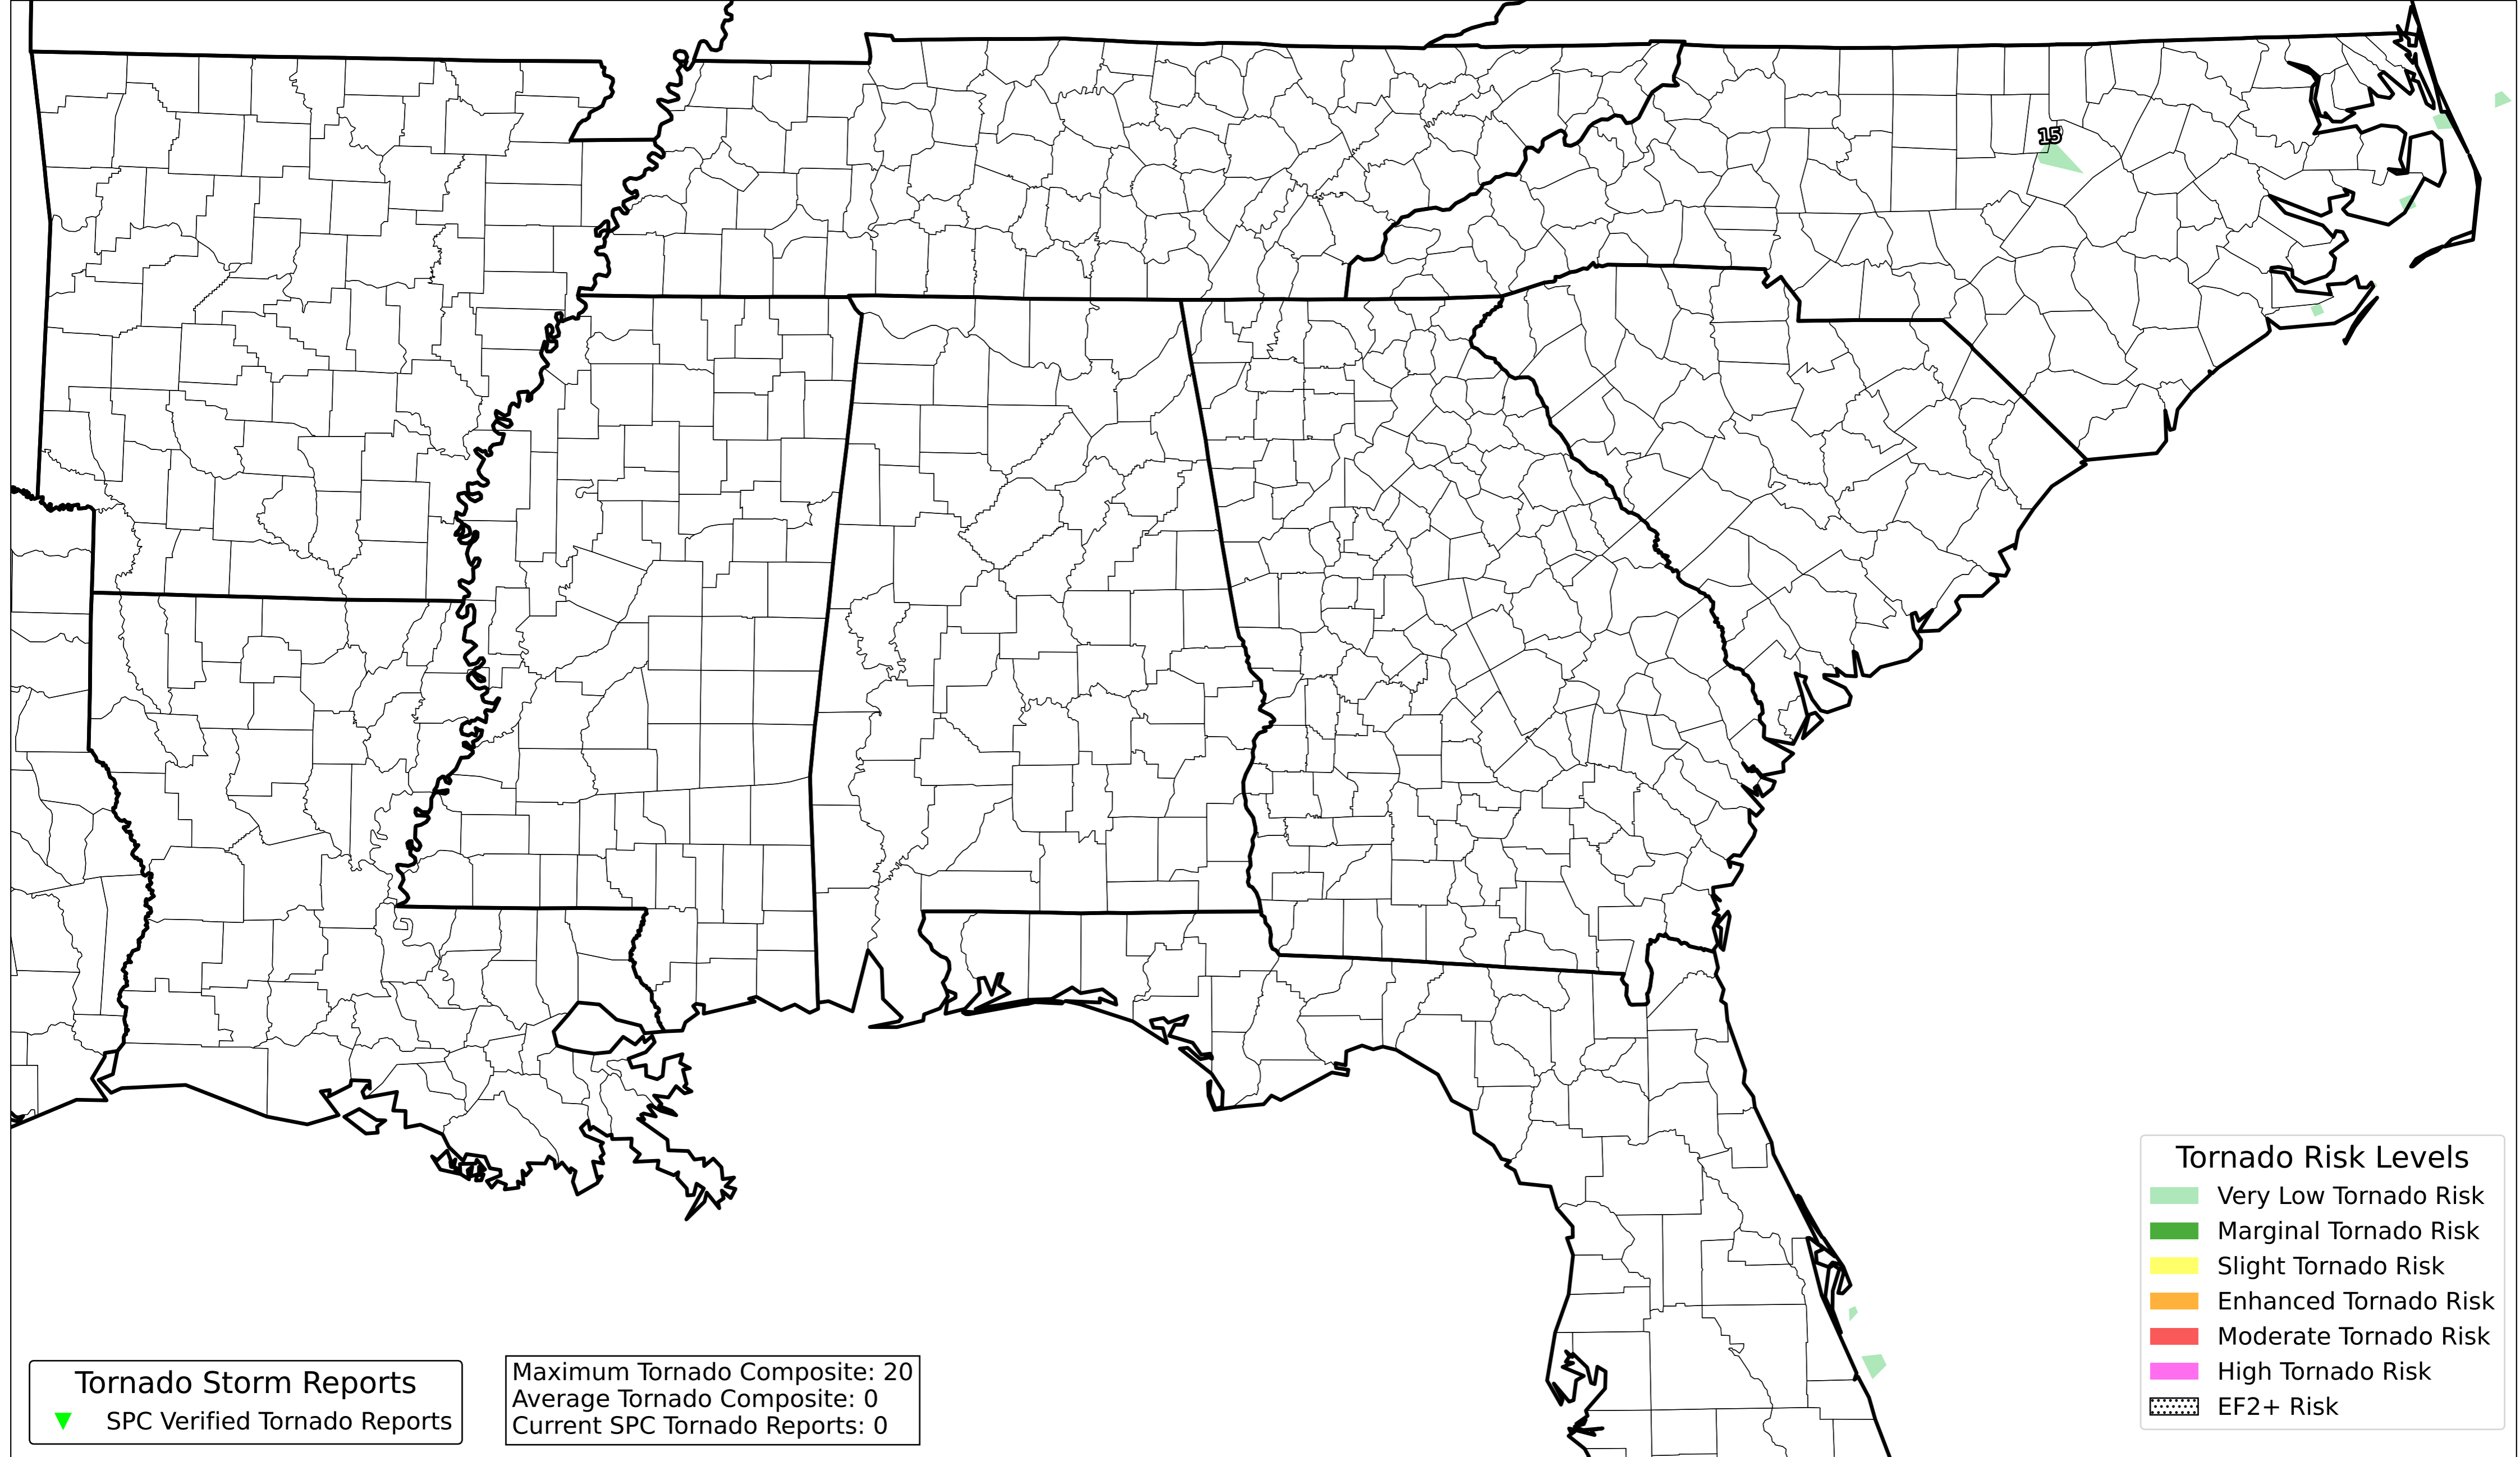 15
Tornado Risk Levels
Very Low Tornado Risk
Marginal Tornado Risk
Slight Tornado Risk
Enhanced Tornado Risk
Moderate Tornado Risk
High Tornado Risk
EF2+ Risk
Tornado Storm Reports
SPC Verified Tornado Reports
Maximum Tornado Composite: 20
Average Tornado Composite: 0
Current SPC Tornado Reports: 0